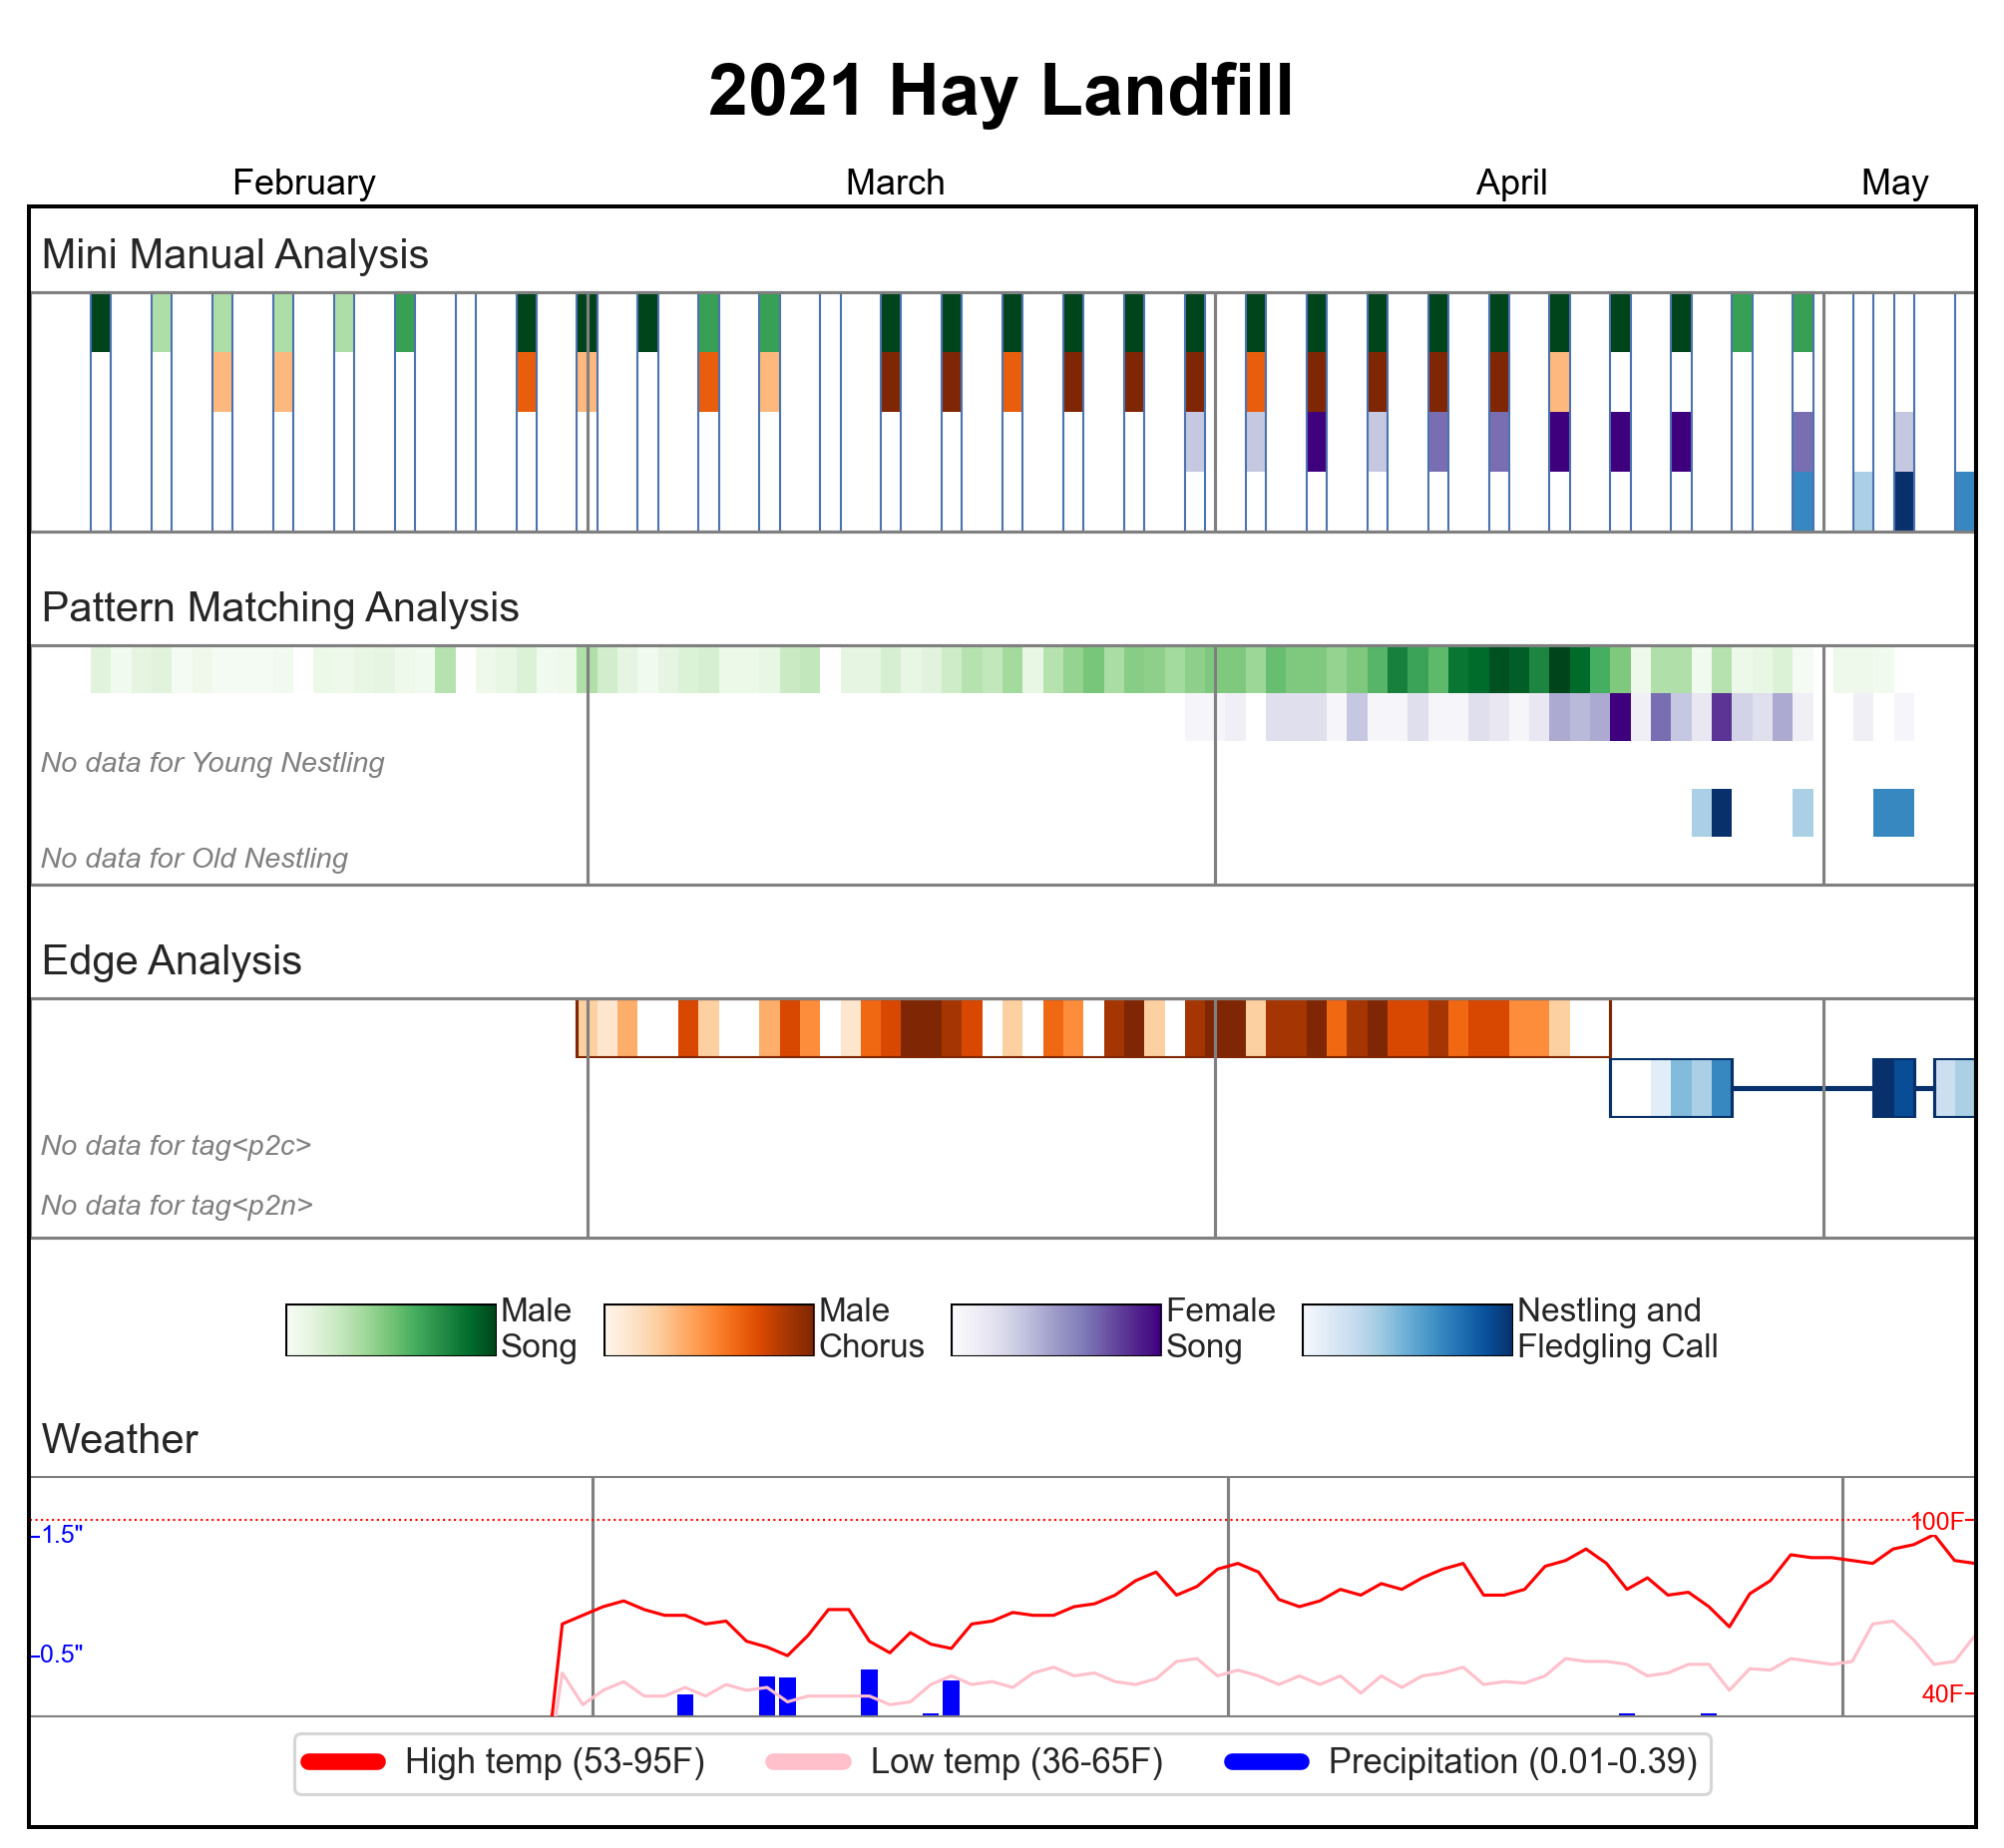 2021 Hay Landfill
February March April May
Mini Manual Analysis
Pattern Matching Analysis
No data for Young Nestling
No data for Old Nestling
Edge Analysis
No data for tag<p2c>
No data for tag<p2n>
Male Song
Male Chorus
Female Song
Nestling and Fledgling Call
Weather
1.5"
100F
0.5"
40F
High temp (53-95F) Low temp (36-65F) Precipitation (0.01-0.39)